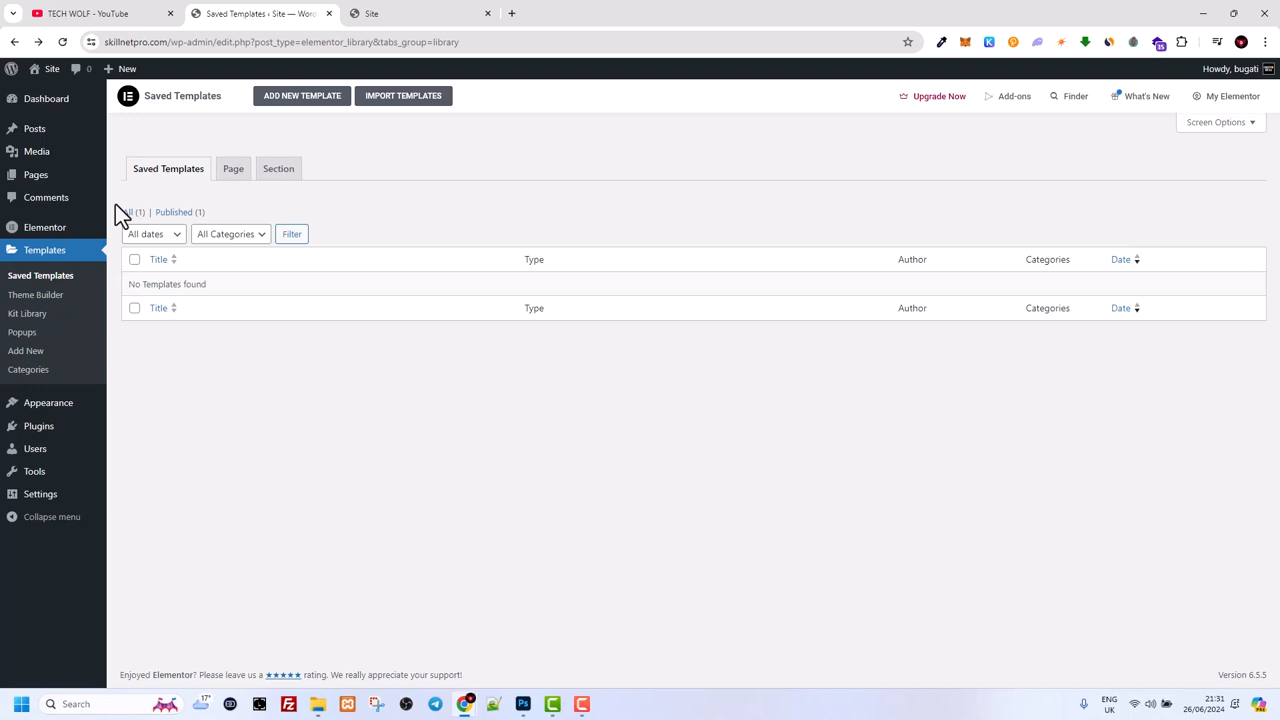 TECH WOLF - YouTube
Saved Templates ‹ Site — Word
Site
skillnetpro.com/wp-admin/edit.php?post_type=elementor_library&tabs_group=library
35
Site
0
New
Howdy, bugati
Dashboard
Posts
Media
Pages
Comments
Elementor
Templates
Saved Templates
Theme Builder
Kit Library
Popups
Add New
Categories
Appearance
Plugins
Users
Tools
Settings
Collapse menu
Saved Templates
ADD NEW TEMPLATE
IMPORT TEMPLATES
Upgrade Now
Add-ons
Finder
What's New
My Elementor
Screen Options
Saved Templates
Page
Section
(1) | Published (1)
All dates
All Categories
Filter
Title
Type
Author
Categories
Date
No Templates found
Title
Type
Author
Categories
Date
Enjoyed Elementor? Please leave us a ★★★★★ rating. We really appreciate your support!
Version 6.5.5
Search
17°
ENG
UK
21:31
26/06/2024